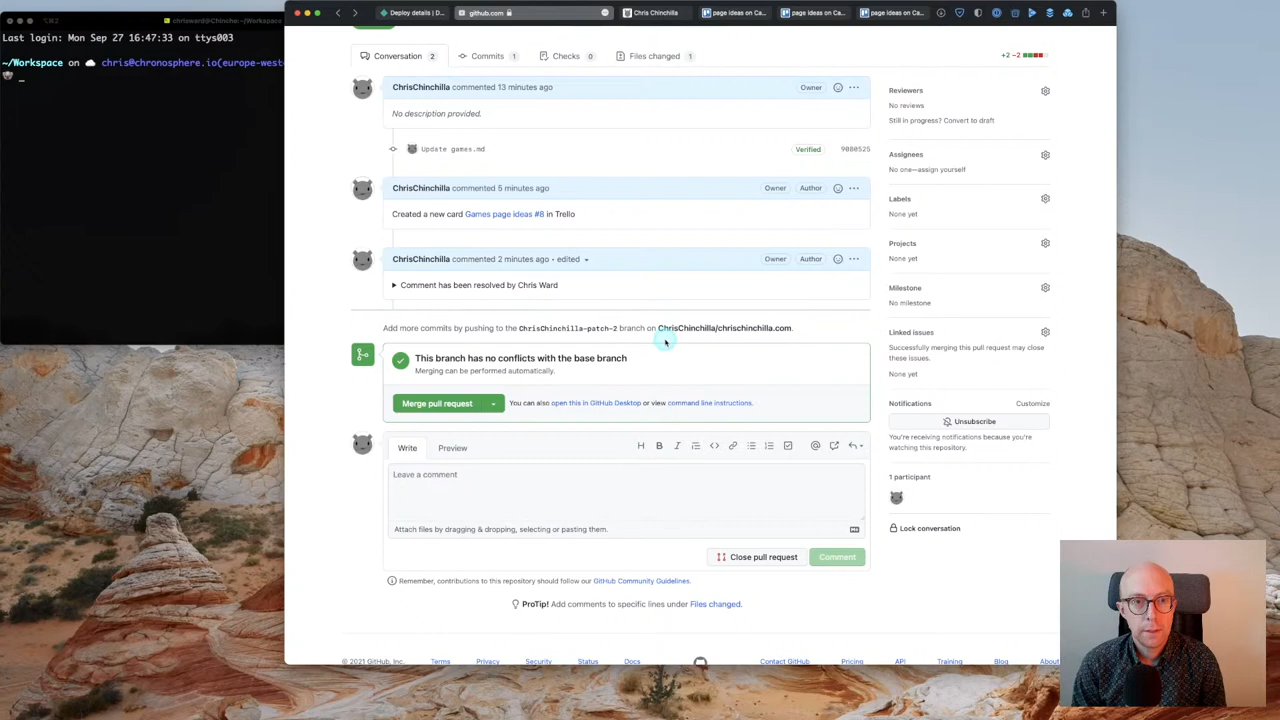 ⌥⌘2
chrisward@Chincho:~/Workspace
Last login: Mon Sep 27 16:47:33 on ttys003
~/Workspace on chris@chronosphere.io(europe-west-
Deploy details | D...
github.com
Chris Chinchilla
page ideas on Ca...
page ideas on Ca...
page ideas on Ca...
Conversation 2
Commits 1
Checks 0
Files changed 1
+2 −2
ChrisChinchilla commented 13 minutes ago
Owner
No description provided.
Update games.md
Verified
ChrisChinchilla commented 5 minutes ago
Owner Author
Created a new card Games page ideas #8 in Trello
ChrisChinchilla commented 2 minutes ago • edited
Owner Author
Comment has been resolved by Chris Ward
Add more commits by pushing to the ChrisChinchilla-patch-2 branch on ChrisChinchilla/chrischinchilla.com.
This branch has no conflicts with the base branch
Merging can be performed automatically.
Merge pull request
You can also open this in GitHub Desktop or view command line instructions.
Write
Preview
Leave a comment
Attach files by dragging & dropping, selecting or pasting them.
Close pull request
Comment
Remember, contributions to this repository should follow our GitHub Community Guidelines.
ProTip! Add comments to specific lines under Files changed.
Reviewers
No reviews
Still in progress? Convert to draft
Assignees
No one—assign yourself
Labels
None yet
Projects
None yet
Milestone
No milestone
Linked issues
Successfully merging this pull request may close
these issues.
None yet
Notifications
Customize
Unsubscribe
You're receiving notifications because you're
watching this repository.
1 participant
Lock conversation
© 2021 GitHub, Inc.
Terms
Privacy
Security
Status
Docs
Contact GitHub
Pricing
API
Training
Blog
About